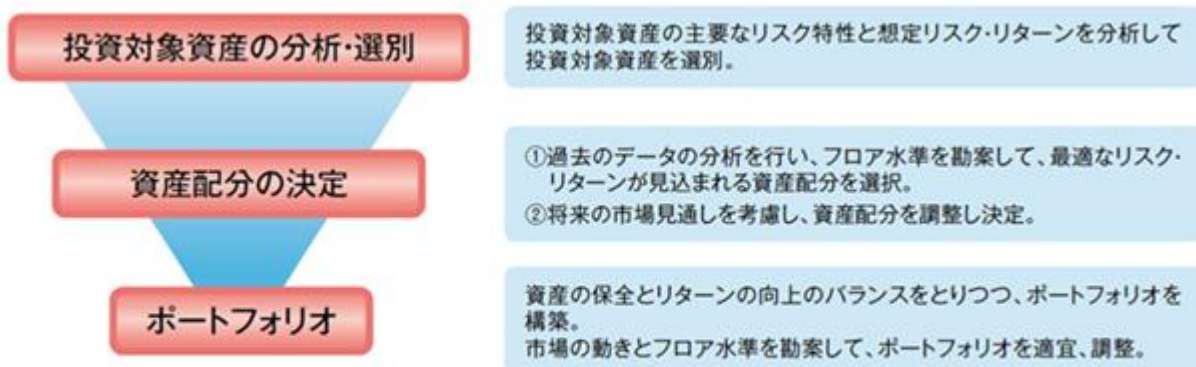 投資対象資産の分析・選別
投資対象資産の主要なリスク特性と想定リスク・リターンを分析して
投資対象資産を選別。
資産配分の決定
①過去のデータの分析を行い、フロア水準を勘案して、最適なリスク・
リターンが見込まれる資産配分を選択。
②将来の市場見通しを考慮し、資産配分を調整し決定。
ポートフォリオ
資産の保全とリターンの向上のバランスをとりつつ、ポートフォリオを
構築。
市場の動きとフロア水準を勘案して、ポートフォリオを適宜、調整。